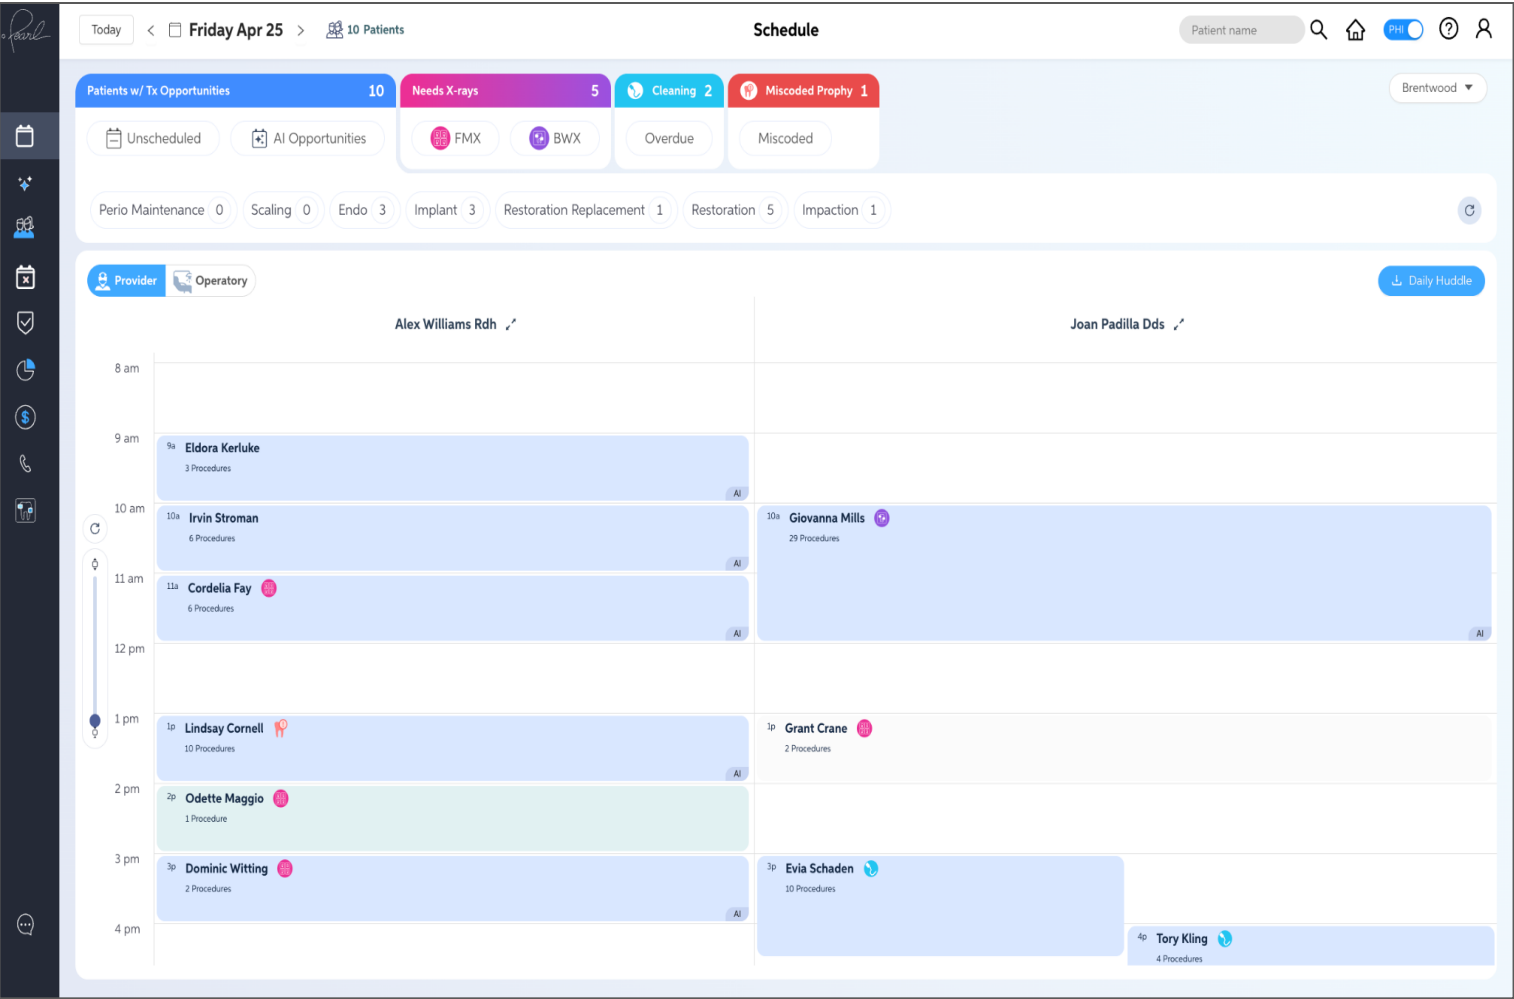 Pearl
Today
Friday Apr 25
10 Patients
Schedule
Patient name
PHI
Patients w/ Tx Opportunities 10
Needs X-rays 5
Cleaning 2
Miscoded Prophy 1
Brentwood
Unscheduled
AI Opportunities
FMX
BWX
Overdue
Miscoded
Perio Maintenance 0
Scaling 0
Endo 3
Implant 3
Restoration Replacement 1
Restoration 5
Impaction 1
Provider
Operatory
Daily Huddle
Alex Williams Rdh
Joan Padilla Dds
8 am
9 am
9a Eldora Kerluke
3 Procedures
AI
10 am
10a Irvin Stroman
6 Procedures
AI
10a Giovanna Mills
29 Procedures
AI
11 am
11a Cordelia Fay
6 Procedures
AI
12 pm
1 pm
1p Lindsay Cornell
10 Procedures
AI
1p Grant Crane
2 Procedures
2 pm
2p Odette Maggio
1 Procedure
3 pm
3p Dominic Witting
2 Procedures
AI
3p Evia Schaden
10 Procedures
4 pm
4p Tory Kling
4 Procedures